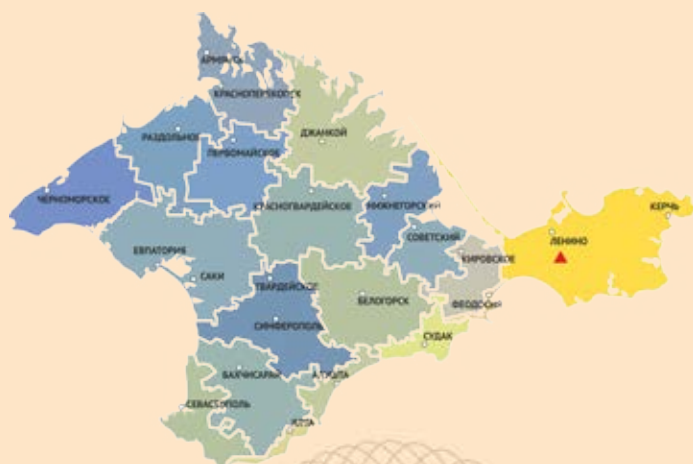 АРМЯНСК
КРАСНОПЕРЕКОПСК
ДЖАНКОЙ
РАЗДОЛЬНОЕ
ПЕРВОМАЙСКОЕ
ЧЕРНОМОРСКОЕ
КРАСНОГВАРДЕЙСКОЕ
НИЖНЕГОРСКИЙ
КЕРЧЬ
СОВЕТСКИЙ
ЛЕНИНО
ЕВПАТОРИЯ
КИРОВСКОЕ
САКИ
ГВАРДЕЙСКОЕ
БЕЛОГОРСК
ФЕОДОСИЯ
СИМФЕРОПОЛЬ
СУДАК
БАХЧИСАРАЙ
АЛУШТА
СЕВАСТОПОЛЬ
ЯЛТА